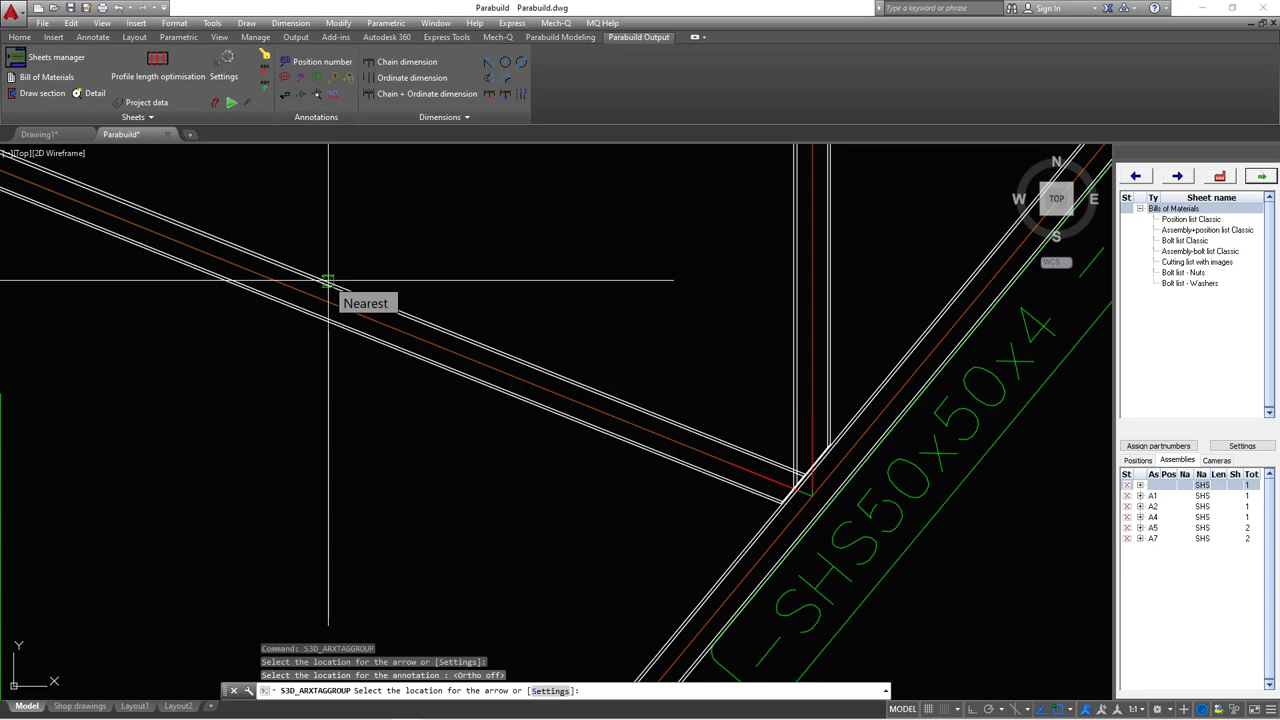 Parabuild   Parabuild.dwg
Type a keyword or phrase
Sign In
File Edit View Insert Format Tools Draw Dimension Modify Parametric Window Help Express Mech-Q MQ Help
Home Insert Annotate Layout Parametric View Manage Output Add-ins Autodesk 360 Express Tools Mech-Q Parabuild Modeling Parabuild Output
Sheets manager
Bill of Materials
Draw section Detail
Profile length optimisation
Settings
Project data
Sheets
Position number
Annotations
Chain dimension
Ordinate dimension
Chain + Ordinate dimension
Dimensions
Drawing1*
Parabuild*
[-][Top][2D Wireframe]
N
W TOP E
S
WCS
Nearest
SHS50x50x4
Y
X
St Ty Sheet name
Bills of Materials
Position list Classic
Assembly+position list Classic
Bolt list Classic
Assembly-bolt list Classic
Cutting list with images
Bolt list - Nuts
Bolt list - Washers
Assign partnumbers Settings
Positions Assemblies Cameras
St As Pos Na Na Len Sh Tot
SHS 1
A1 SHS 1
A2 SHS 1
A4 SHS 1
A5 SHS 2
A7 SHS 2
Command: S3D_ARXTAGGROUP
Select the location for the arrow or [Settings]:
Select the location for the annotation : <Ortho off>
S3D_ARXTAGGROUP Select the location for the arrow or [Settings]:
Model Shop drawings Layout1 Layout2
MODEL
1:1